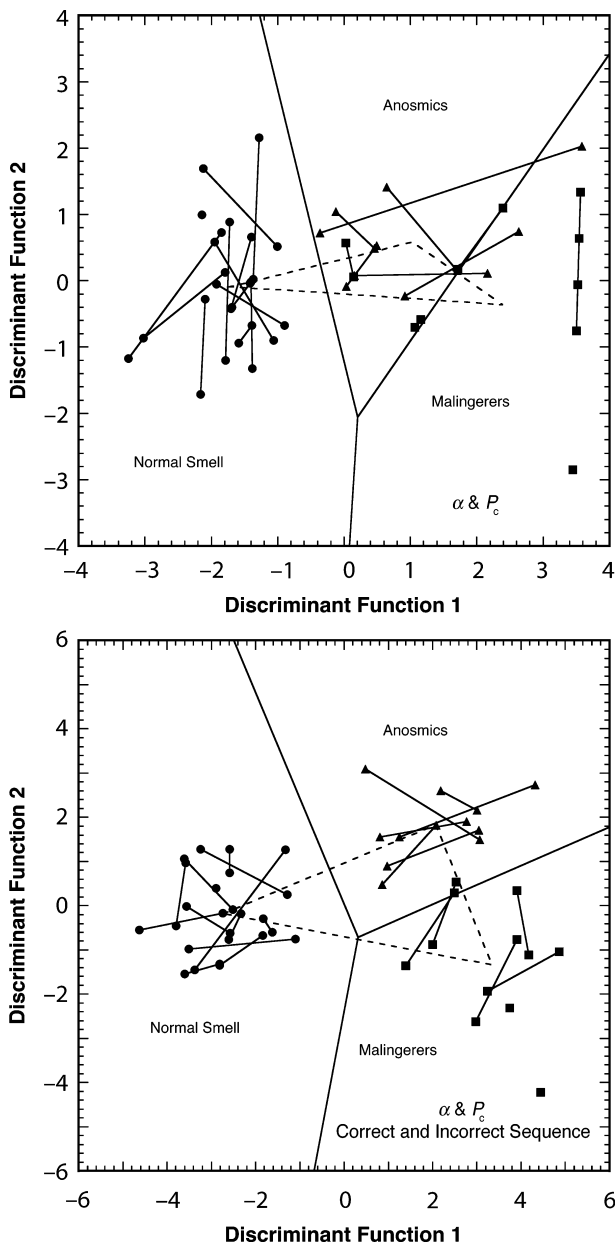 4
3
2
1
0
−1
−2
−3
−4
Discriminant Function 2
Anosmics
Malingerers
Normal Smell
α & Pc
−4 −3 −2 −1 0 1 2 3 4
Discriminant Function 1
6
4
2
0
−2
−4
−6
Discriminant Function 2
Anosmics
Normal Smell
Malingerers
α & Pc
Correct and Incorrect Sequence
−6 −4 −2 0 2 4 6
Discriminant Function 1